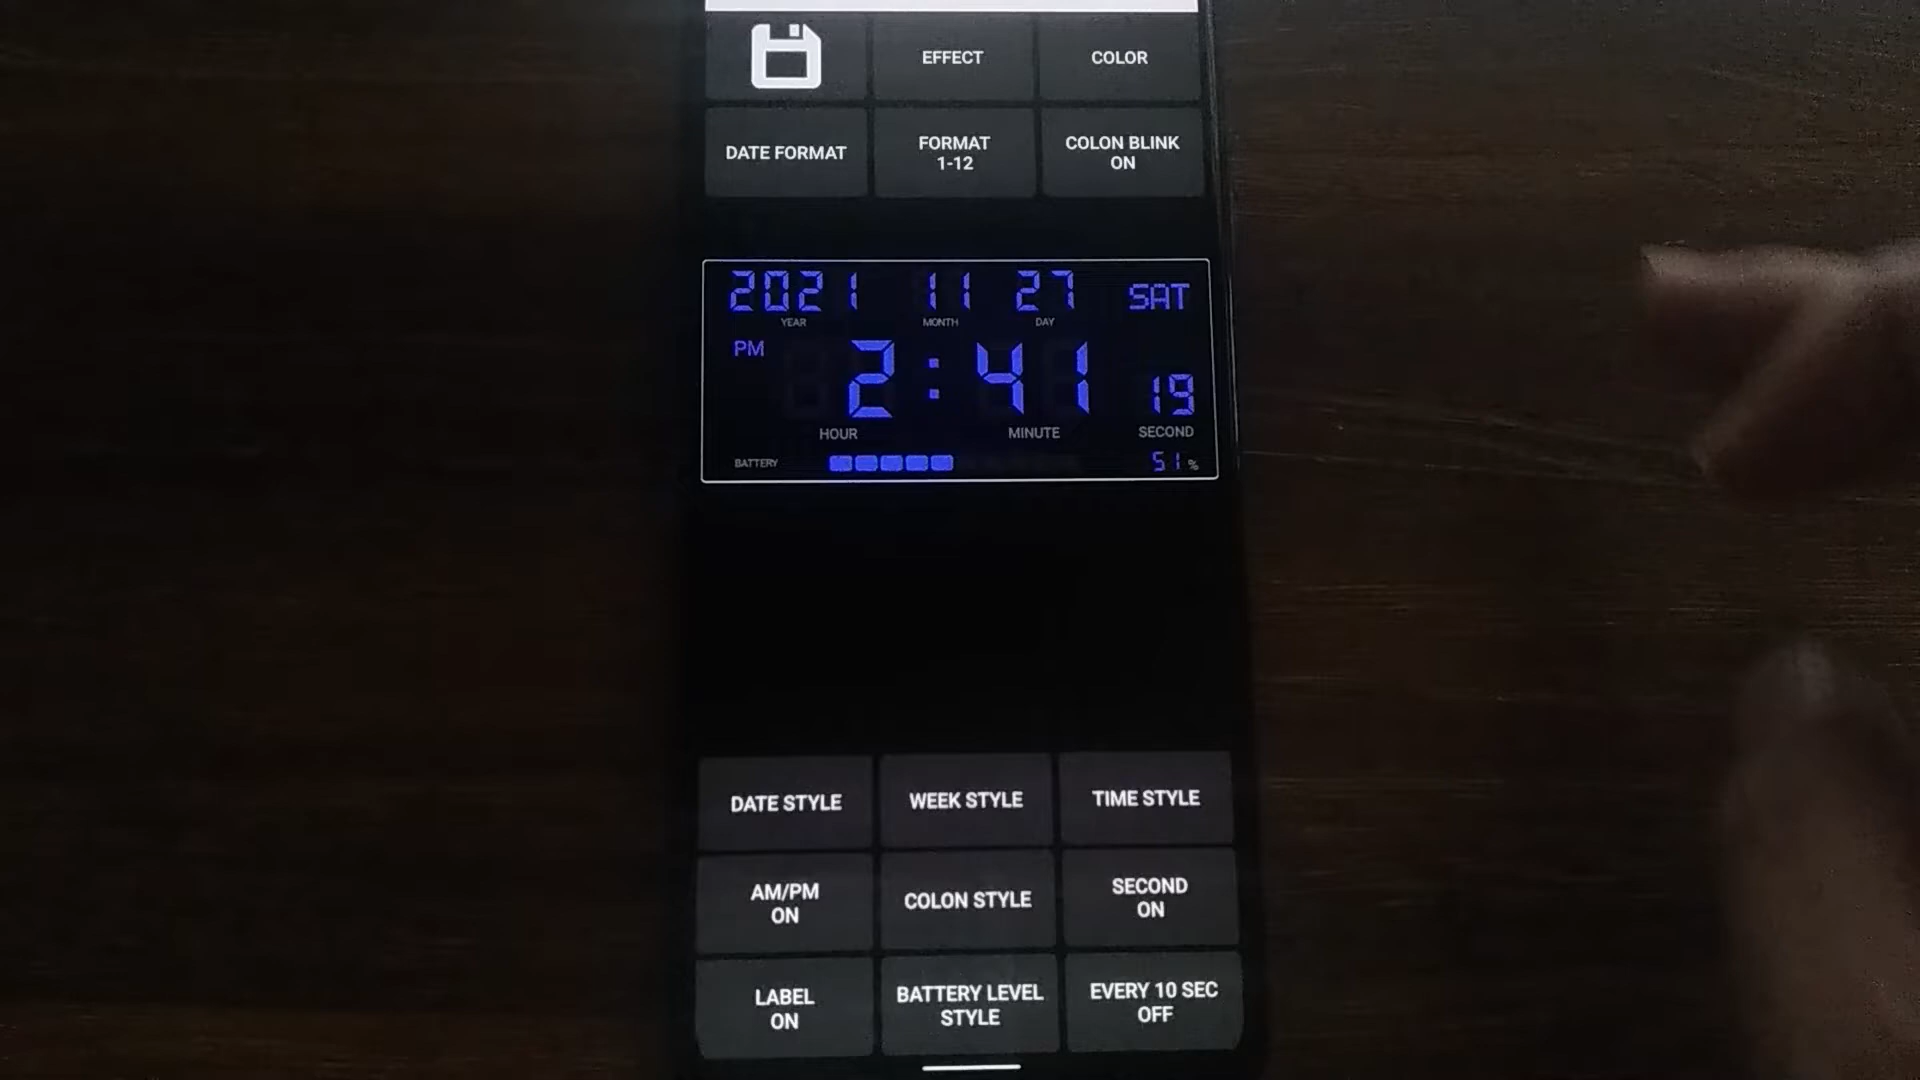 EFFECT
COLOR
DATE FORMAT
FORMAT
1-12
COLON BLINK
ON
2021 11 27 SAT
YEAR MONTH DAY
PM
2:41 19
HOUR MINUTE SECOND
BATTERY 51%
DATE STYLE
WEEK STYLE
TIME STYLE
AM/PM
ON
COLON STYLE
SECOND
ON
LABEL
ON
BATTERY LEVEL
STYLE
EVERY 10 SEC
OFF